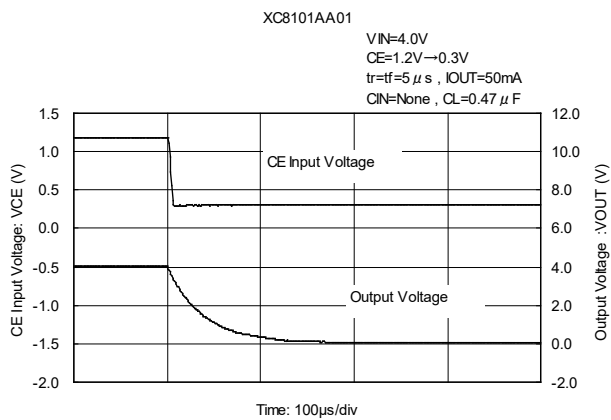 XC8101AA01
VIN=4.0V
CE=1.2V→0.3V
tr=tf=5μs , IOUT=50mA
CIN=None , CL=0.47μF
1.5
1.0
0.5
0.0
-0.5
-1.0
-1.5
-2.0
CE Input Voltage: VCE (V)
CE Input Voltage
Output Voltage
12.0
10.0
8.0
6.0
4.0
2.0
0.0
-2.0
Output Voltage :VOUT (V)
Time: 100μs/div